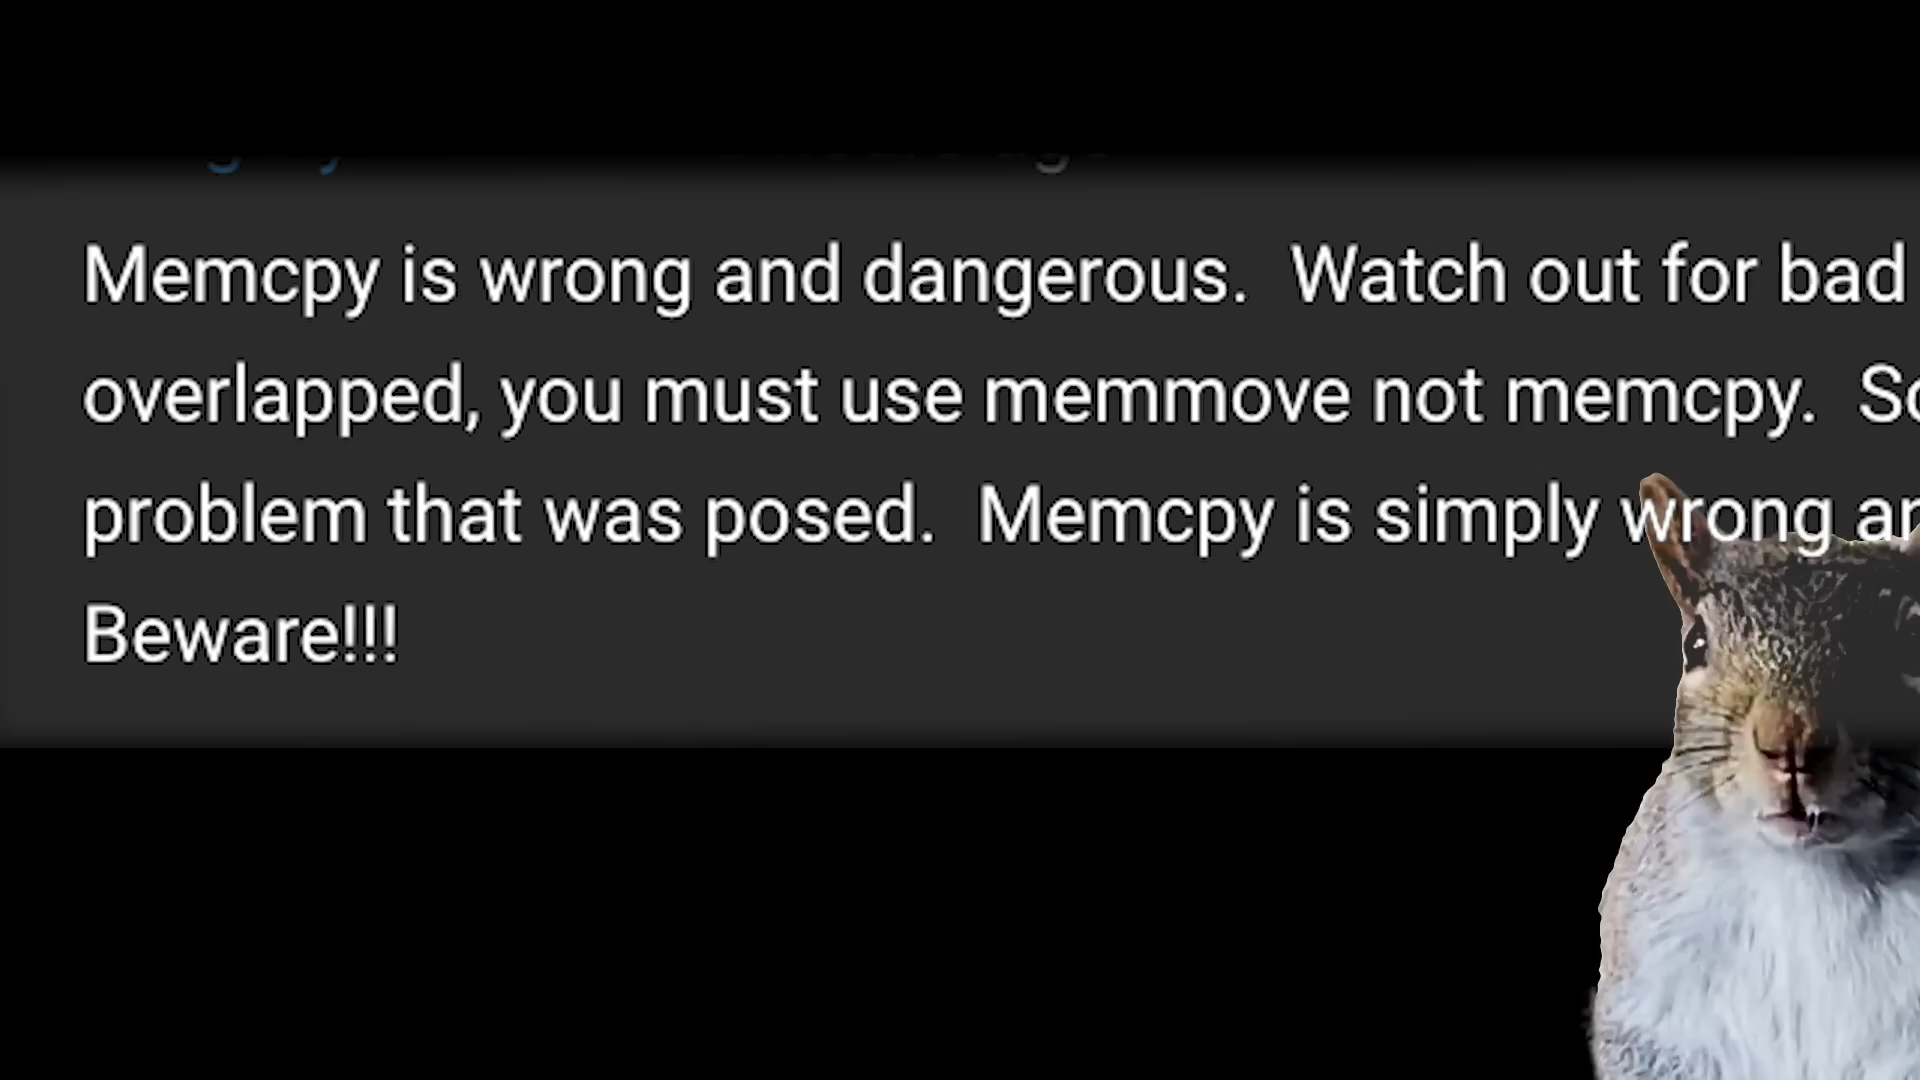 Memcpy is wrong and dangerous. Watch out for bad
overlapped, you must use memmove not memcpy.
problem that was posed. Memcpy is simply wrong
Beware!!!